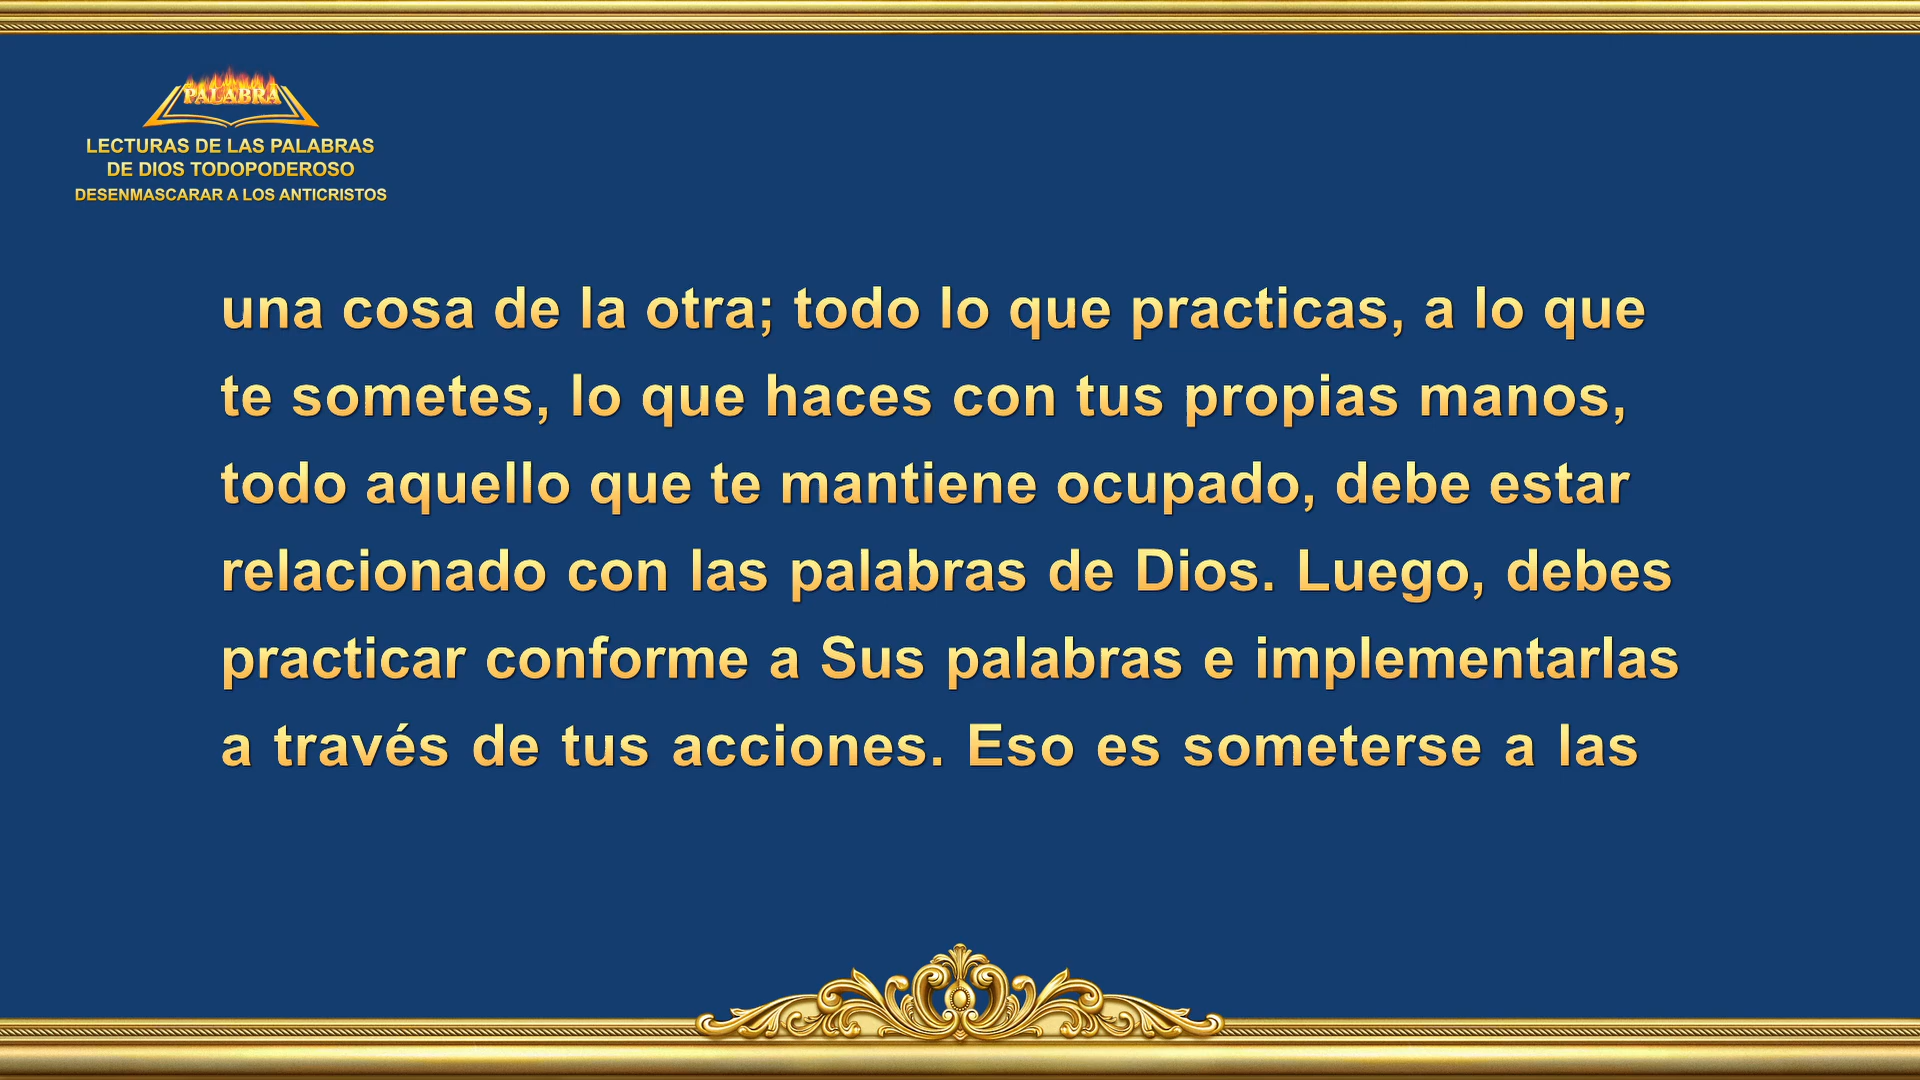 PALABRA
LECTURAS DE LAS PALABRAS
DE DIOS TODOPODEROSO
DESENMASCARAR A LOS ANTICRISTOS
una cosa de la otra; todo lo que practicas, a lo que
te sometes, lo que haces con tus propias manos,
todo aquello que te mantiene ocupado, debe estar
relacionado con las palabras de Dios. Luego, debes
practicar conforme a Sus palabras e implementarlas
a través de tus acciones. Eso es someterse a las